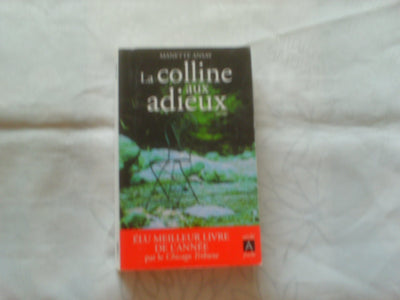 MANETTE ANSAY
La colline
aux
adieux
ÉLU MEILLEUR LIVRE
DE L'ANNÉE
par le Chicago Tribune
A